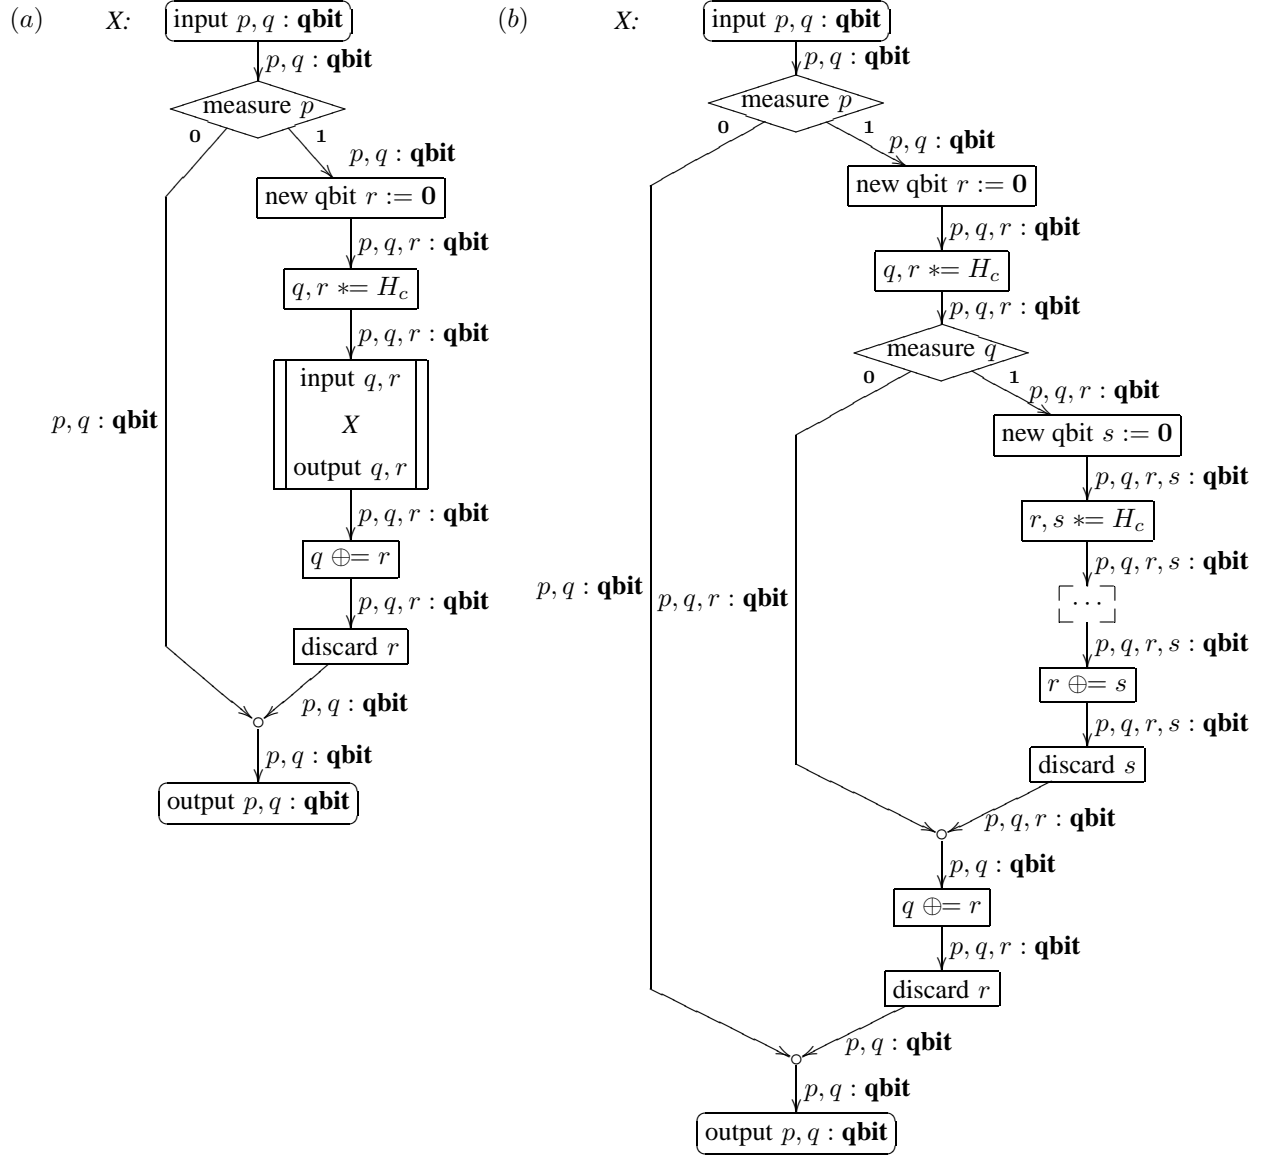 (a) X: input p, q : qbit
p, q : qbit
measure p
0 1
p, q : qbit
new qbit r := 0
p, q, r : qbit
q, r *= H_c
p, q, r : qbit
input q, r
X
output q, r
p, q : qbit
p, q, r : qbit
q ⊕= r
p, q, r : qbit
discard r
p, q : qbit
p, q : qbit
output p, q : qbit
(b) X: input p, q : qbit
p, q : qbit
measure p
0 1
p, q : qbit
new qbit r := 0
p, q, r : qbit
q, r *= H_c
p, q, r : qbit
measure q
0 1
p, q, r : qbit
new qbit s := 0
p, q, r, s : qbit
r, s *= H_c
p, q, r, s : qbit
···
p, q : qbit
p, q, r : qbit
p, q, r, s : qbit
r ⊕= s
p, q, r, s : qbit
discard s
p, q, r : qbit
p, q : qbit
q ⊕= r
p, q, r : qbit
discard r
p, q : qbit
p, q : qbit
output p, q : qbit